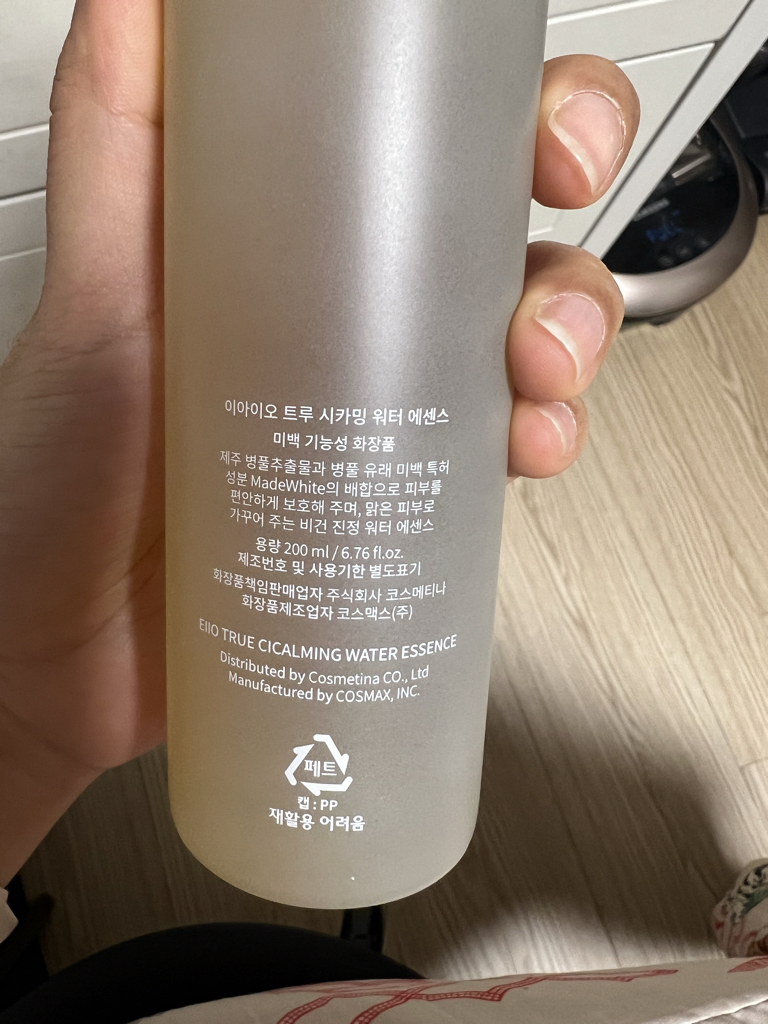 이아이오 트루 시카밍 워터 에센스
미백 기능성 화장품
제주 병풀추출물과 병풀 유래 미백 특허
성분 MadeWhite의 배합으로 피부를
편안하게 보호해 주며, 맑은 피부로
가꾸어 주는 비건 진정 워터 에센스
용량 200 ml / 6.76 fl.oz.
제조번호 및 사용기한 별도표기
화장품책임판매업자 주식회사 코스메티나
화장품제조업자 코스맥스(주)
EIIO TRUE CICALMING WATER ESSENCE
Distributed by Cosmetina CO., Ltd
Manufactured by COSMAX, INC.
페트
캡 : PP
재활용 어려움